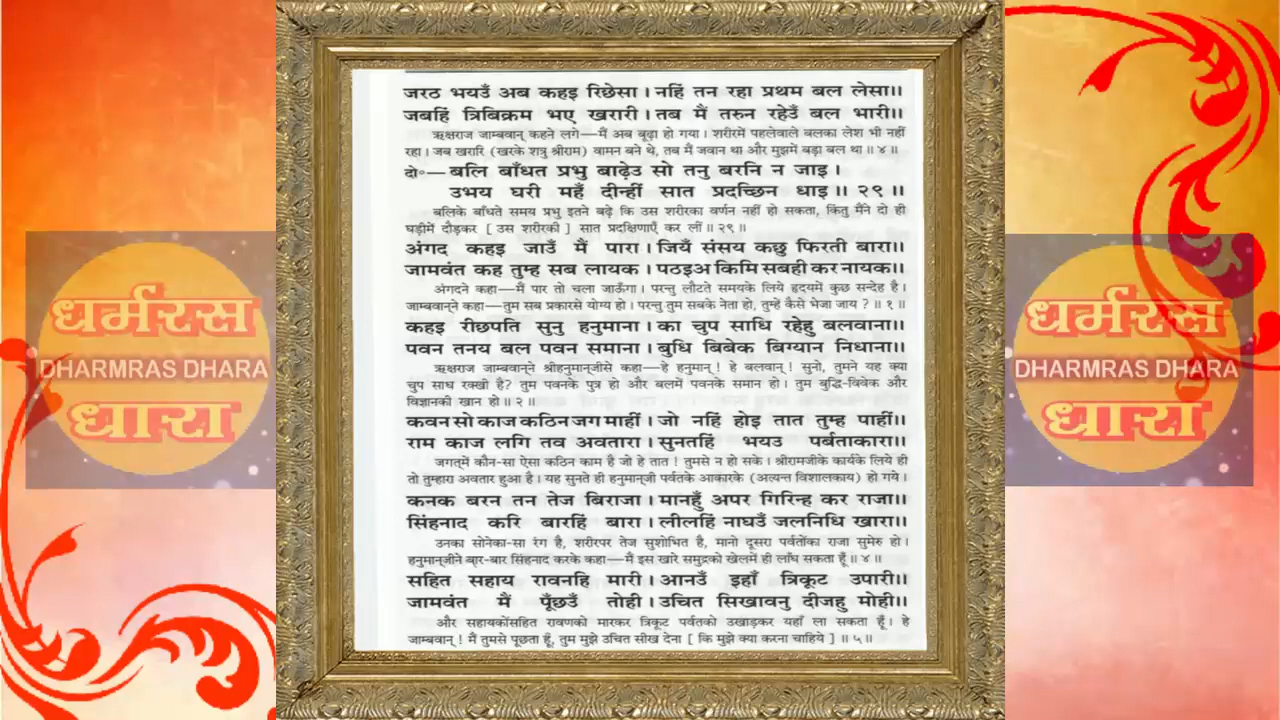 जरठ भयउँ अब कहइ रिछेसा। नहिं तन रहा प्रथम बल लेसा॥
जबहिं त्रिबिक्रम भए खरारी। तब मैं तरुन रहेउँ बल भारी॥
ऋक्षराज जाम्बवान् कहने लगे—मैं अब बूढ़ा हो गया। शरीरमें पहलेवाले बलका लेश भी नहीं
रहा। जब खरारि (खरके शत्रु श्रीराम) वामन बने थे, तब मैं जवान था और मुझमें बड़ा बल था॥ ४॥
दो०— बलि बाँधत प्रभु बाढ़ेउ सो तनु बरनि न जाइ।
उभय घरी महँ दीन्हीं सात प्रदच्छिन धाइ॥ २९॥
बलिके बाँधते समय प्रभु इतने बढ़े कि उस शरीरका वर्णन नहीं हो सकता, किंतु मैंने दो ही
घड़ीमें दौड़कर [ उस शरीरकी ] सात प्रदक्षिणाएँ कर लीं॥ २९॥
अंगद कहइ जाउँ मैं पारा। जियँ संसय कछु फिरती बारा॥
जामवंत कह तुम्ह सब लायक। पठइअ किमि सबही कर नायक॥
अंगदने कहा—मैं पार तो चला जाऊँगा। परन्तु लौटते समयके लिये हृदयमें कुछ सन्देह है।
जाम्बवान्ने कहा—तुम सब प्रकारसे योग्य हो। परन्तु तुम सबके नेता हो, तुम्हें कैसे भेजा जाय?॥ १॥
कहइ रीछपति सुनु हनुमाना। का चुप साधि रहेहु बलवाना॥
पवन तनय बल पवन समाना। बुधि बिबेक बिग्यान निधाना॥
ऋक्षराज जाम्बवान्ने श्रीहनुमान्जीसे कहा—हे हनुमान्! हे बलवान्! सुनो, तुमने यह क्या
चुप साध रक्खी है? तुम पवनके पुत्र हो और बलमें पवनके समान हो। तुम बुद्धि-विवेक और
विज्ञानकी खान हो॥ २॥
कवन सो काज कठिन जग माहीं। जो नहिं होइ तात तुम्ह पाहीं॥
राम काज लगि तव अवतारा। सुनतहिं भयउ पर्बताकारा॥
जगत्में कौन-सा ऐसा कठिन काम है जो हे तात! तुमसे न हो सके। श्रीरामजीके कार्यके लिये ही
तो तुम्हारा अवतार हुआ है। यह सुनते ही हनुमान्जी पर्वतके आकारके (अत्यन्त विशालकाय) हो गये।
कनक बरन तन तेज बिराजा। मानहुँ अपर गिरिन्ह कर राजा॥
सिंहनाद करि बारहिं बारा। लीलहिं नाघउँ जलनिधि खारा॥
उनका सोनेका-सा रंग है, शरीरपर तेज सुशोभित है, मानो दूसरा पर्वतोंका राजा सुमेरु हो।
हनुमान्जीने बार-बार सिंहनाद करके कहा—मैं इस खारे समुद्रको खेलमें ही लाँघ सकता हूँ॥ ४॥
सहित सहाय रावनहि मारी। आनउँ इहाँ त्रिकूट उपारी॥
जामवंत मैं पूँछउँ तोही। उचित सिखावनु दीजहु मोही॥
और सहायकोंसहित रावणको मारकर त्रिकूट पर्वतको उखाड़कर यहाँ ला सकता हूँ। हे
जाम्बवान्! मैं तुमसे पूछता हूँ, तुम मुझे उचित सीख देना [ कि मुझे क्या करना चाहिये ]॥ ५॥
धर्मरस
DHARMRAS DHARA
धारा
धर्मरस
DHARMRAS DHARA
धारा